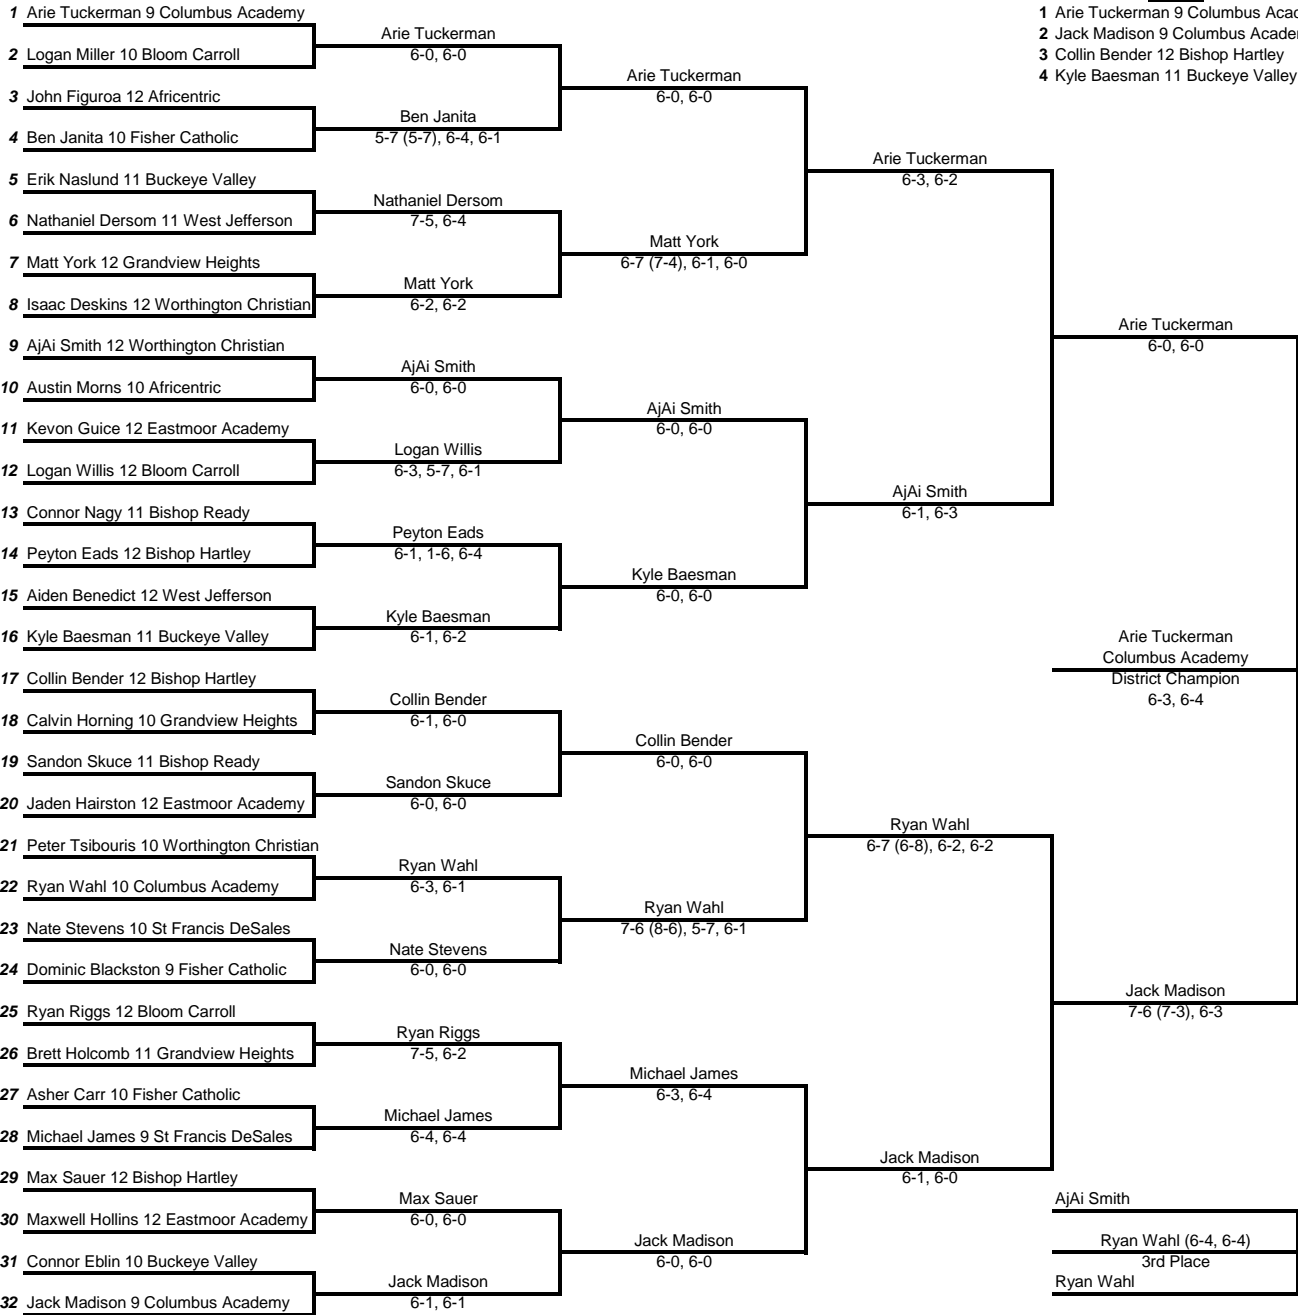 1 Arie Tuckerman 9 Columbus Academy
2 Logan Miller 10 Bloom Carroll
3 John Figuroa 12 Africentric
4 Ben Janita 10 Fisher Catholic
5 Erik Naslund 11 Buckeye Valley
6 Nathaniel Dersom 11 West Jefferson
7 Matt York 12 Grandview Heights
8 Isaac Deskins 12 Worthington Christian
9 AjAi Smith 12 Worthington Christian
10 Austin Morns 10 Africentric
11 Kevon Guice 12 Eastmoor Academy
12 Logan Willis 12 Bloom Carroll
13 Connor Nagy 11 Bishop Ready
14 Peyton Eads 12 Bishop Hartley
15 Aiden Benedict 12 West Jefferson
16 Kyle Baesman 11 Buckeye Valley
17 Collin Bender 12 Bishop Hartley
18 Calvin Horning 10 Grandview Heights
19 Sandon Skuce 11 Bishop Ready
20 Jaden Hairston 12 Eastmoor Academy
21 Peter Tsibouris 10 Worthington Christian
22 Ryan Wahl 10 Columbus Academy
23 Nate Stevens 10 St Francis DeSales
24 Dominic Blackston 9 Fisher Catholic
25 Ryan Riggs 12 Bloom Carroll
26 Brett Holcomb 11 Grandview Heights
27 Asher Carr 10 Fisher Catholic
28 Michael James 9 St Francis DeSales
29 Max Sauer 12 Bishop Hartley
30 Maxwell Hollins 12 Eastmoor Academy
31 Connor Eblin 10 Buckeye Valley
32 Jack Madison 9 Columbus Academy
Arie Tuckerman
6-0, 6-0
Ben Janita
5-7 (5-7), 6-4, 6-1
Nathaniel Dersom
7-5, 6-4
Matt York
6-2, 6-2
AjAi Smith
6-0, 6-0
Logan Willis
6-3, 5-7, 6-1
Peyton Eads
6-1, 1-6, 6-4
Kyle Baesman
6-1, 6-2
Collin Bender
6-1, 6-0
Sandon Skuce
6-0, 6-0
Ryan Wahl
6-3, 6-1
Nate Stevens
6-0, 6-0
Ryan Riggs
7-5, 6-2
Michael James
6-4, 6-4
Max Sauer
6-0, 6-0
Jack Madison
6-1, 6-1
Arie Tuckerman
6-0, 6-0
Matt York
6-7 (7-4), 6-1, 6-0
AjAi Smith
6-0, 6-0
Kyle Baesman
6-0, 6-0
Collin Bender
6-0, 6-0
Ryan Wahl
7-6 (8-6), 5-7, 6-1
Michael James
6-3, 6-4
Jack Madison
6-0, 6-0
Arie Tuckerman
6-3, 6-2
AjAi Smith
6-1, 6-3
Ryan Wahl
6-7 (6-8), 6-2, 6-2
Jack Madison
6-1, 6-0
1 Arie Tuckerman 9 Columbus Acad
2 Jack Madison 9 Columbus Acade
3 Collin Bender 12 Bishop Hartley
4 Kyle Baesman 11 Buckeye Valley
Arie Tuckerman
6-0, 6-0
Arie Tuckerman
Columbus Academy
District Champion
6-3, 6-4
Jack Madison
7-6 (7-3), 6-3
AjAi Smith
Ryan Wahl (6-4, 6-4)
3rd Place
Ryan Wahl